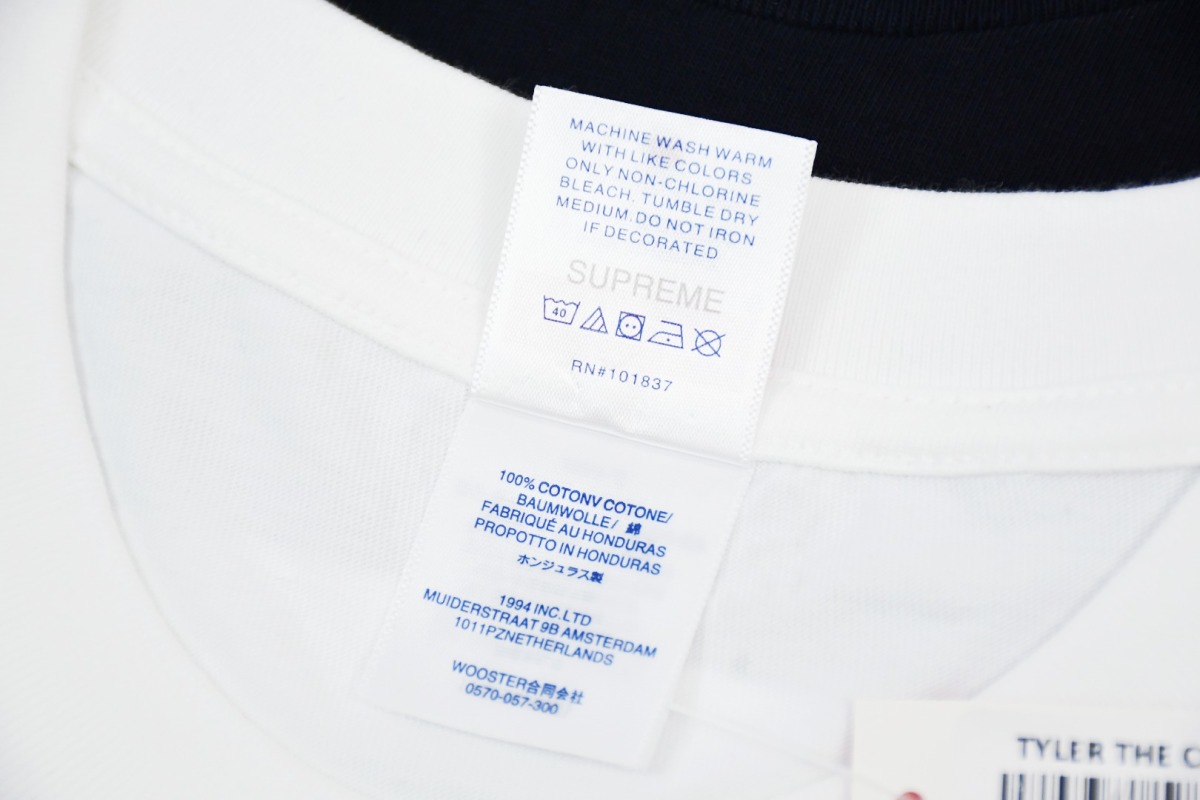 MACHINE WASH WARM
WITH LIKE COLORS
ONLY NON-CHLORINE
BLEACH. TUMBLE DRY
MEDIUM.DO NOT IRON
IF DECORATED
SUPREME
40
RN#101837
100% COTONV COTONE/
BAUMWOLLE/ 綿
FABRIQUÉ AU HONDURAS
PROPOTTO IN HONDURAS
ホンジュラス製
1994 INC.LTD
MUIDERSTRAAT 9B AMSTERDAM
1011PZNETHERLANDS
WOOSTER合同会社
0570-057-300
TYLER THE C